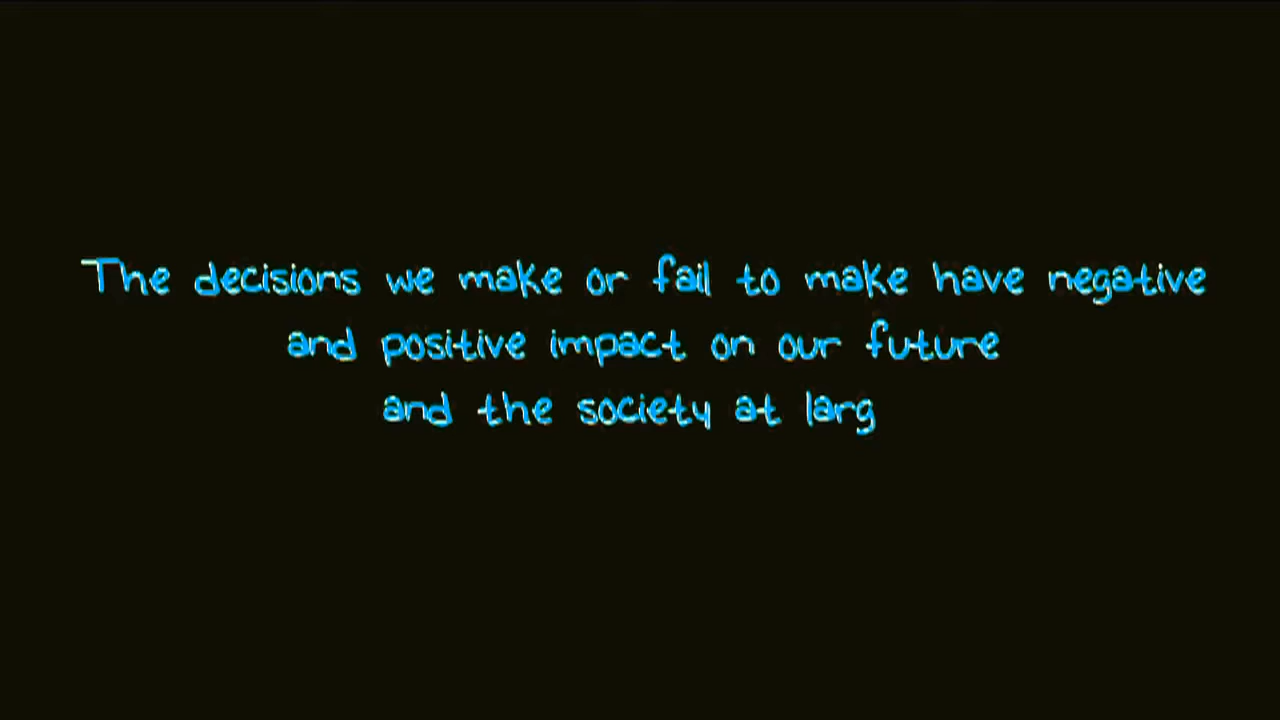 The decisions we make or fail to make have negative
and positive impact on our future
and the society at larg